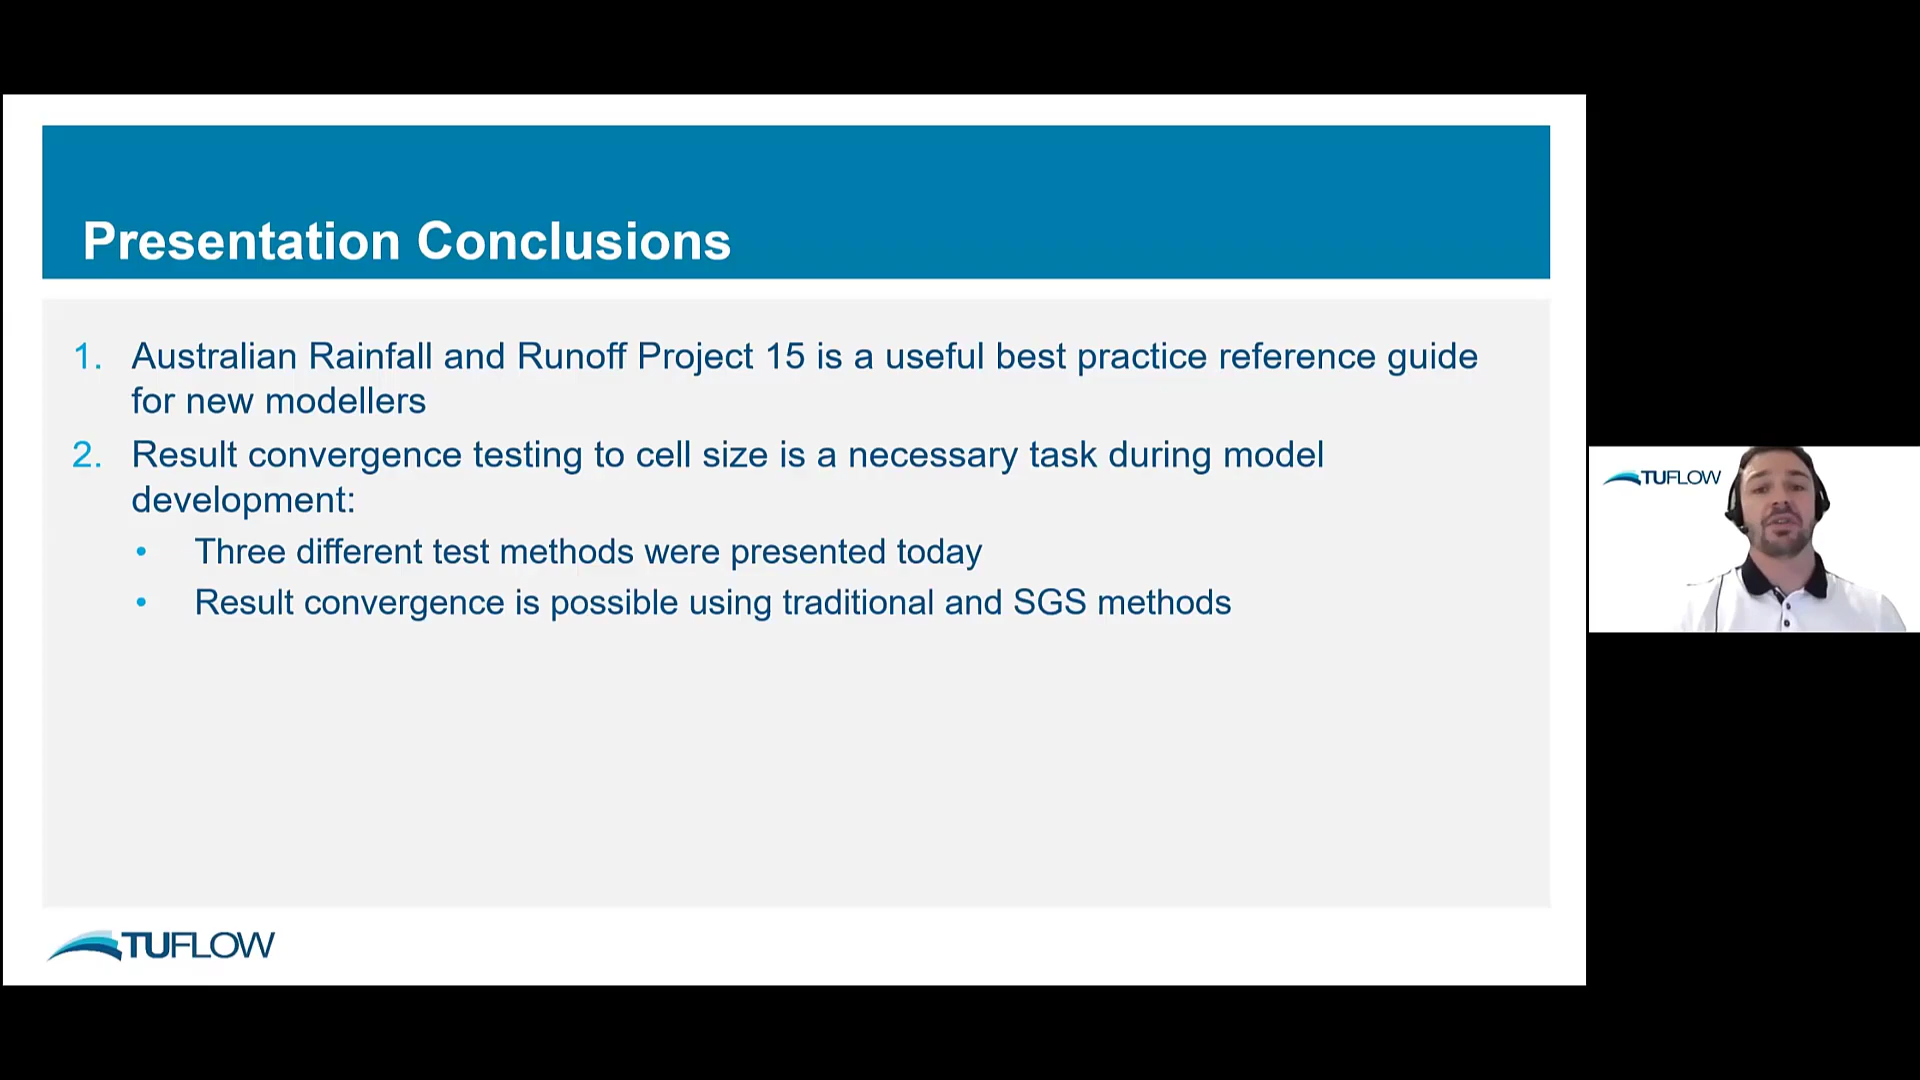 Presentation Conclusions
1. Australian Rainfall and Runoff Project 15 is a useful best practice reference guide
for new modellers
2. Result convergence testing to cell size is a necessary task during model
development:
• Three different test methods were presented today
• Result convergence is possible using traditional and SGS methods
TUFLOW
TUFLOW